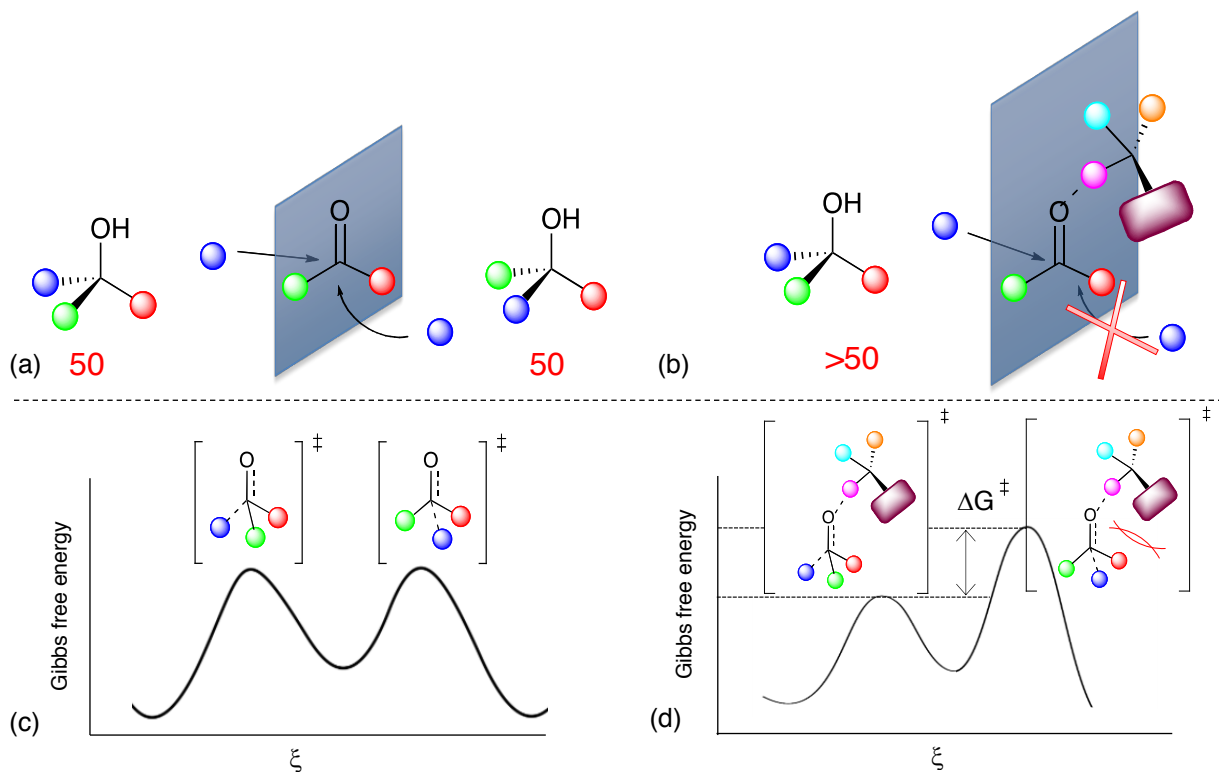 OH
O
OH
(a)
50
50
OH
O
(b)
>50
O
‡
O
‡
Gibbs free energy
(c)
ξ
O
‡
ΔG‡
O
‡
Gibbs free energy
(d)
ξ